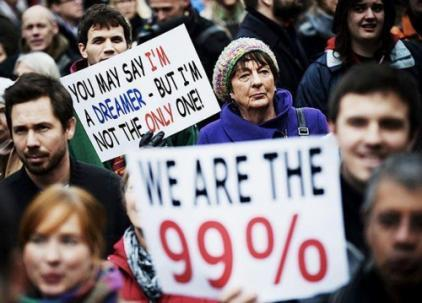 YOU MAY SAY I'M
A DREAMER - BUT I'M
NOT THE ONLY ONE!
WE ARE THE
99%